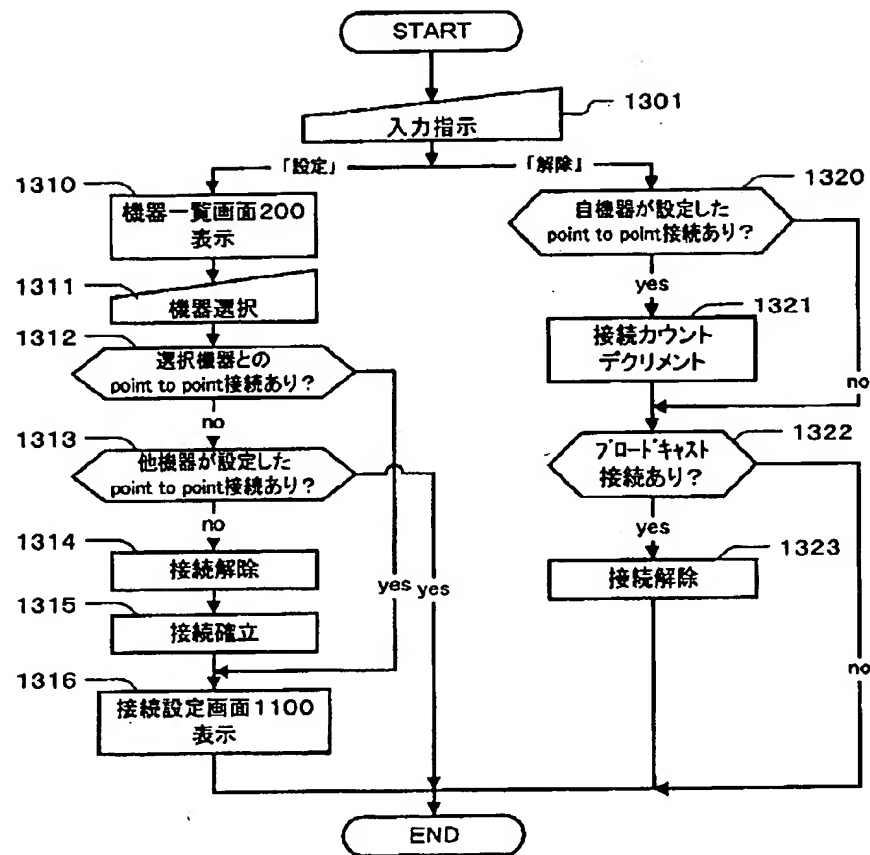 START
1301
入力指示
「設定」
「解除」
1310
機器一覧画面200
表示
1311
機器選択
1312
選択機器との
point to point接続あり？
no
1313
他機器が設定した
point to point接続あり？
no
1314
接続解除
yes
yes
1315
接続確立
1316
接続設定画面1100
表示
1320
自機器が設定した
point to point接続あり？
yes
1321
接続カウント
デクリメント
no
1322
ブロードキャスト
接続あり？
yes
1323
接続解除
no
END